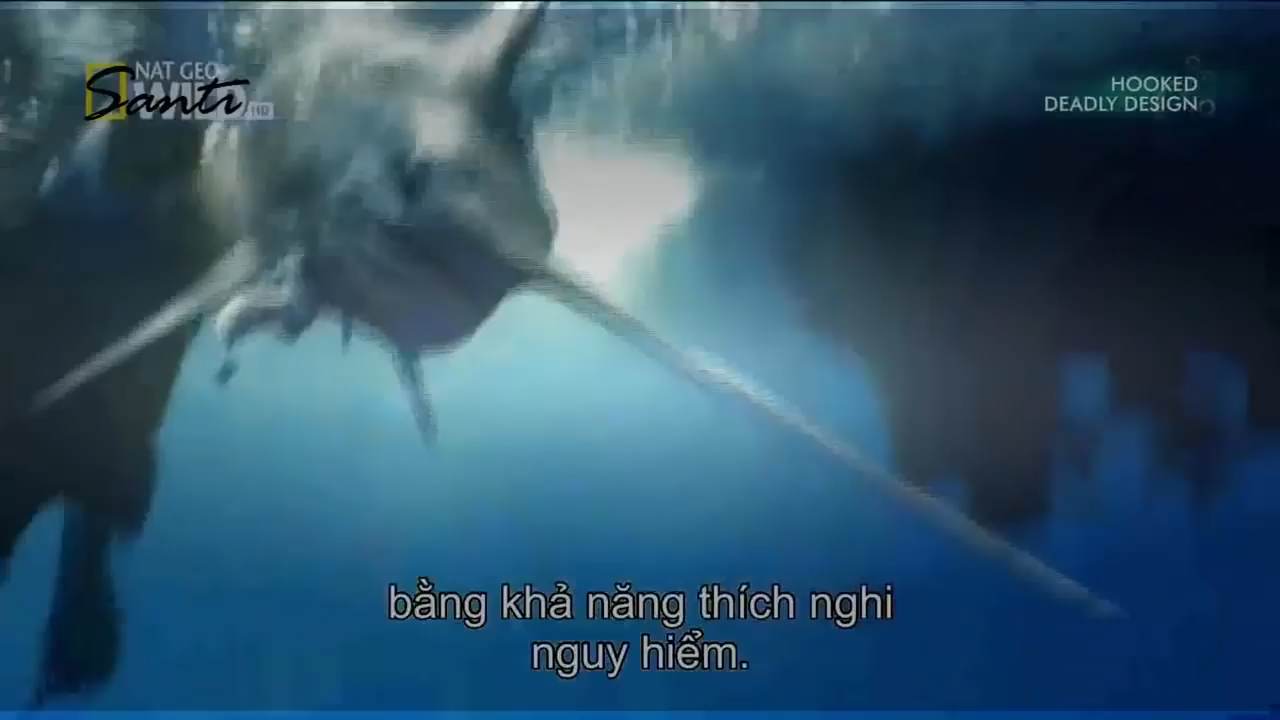 NAT GEO
WILD HD
Santi
HOOKED
DEADLY DESIGN
bằng khả năng thích nghi
nguy hiểm.